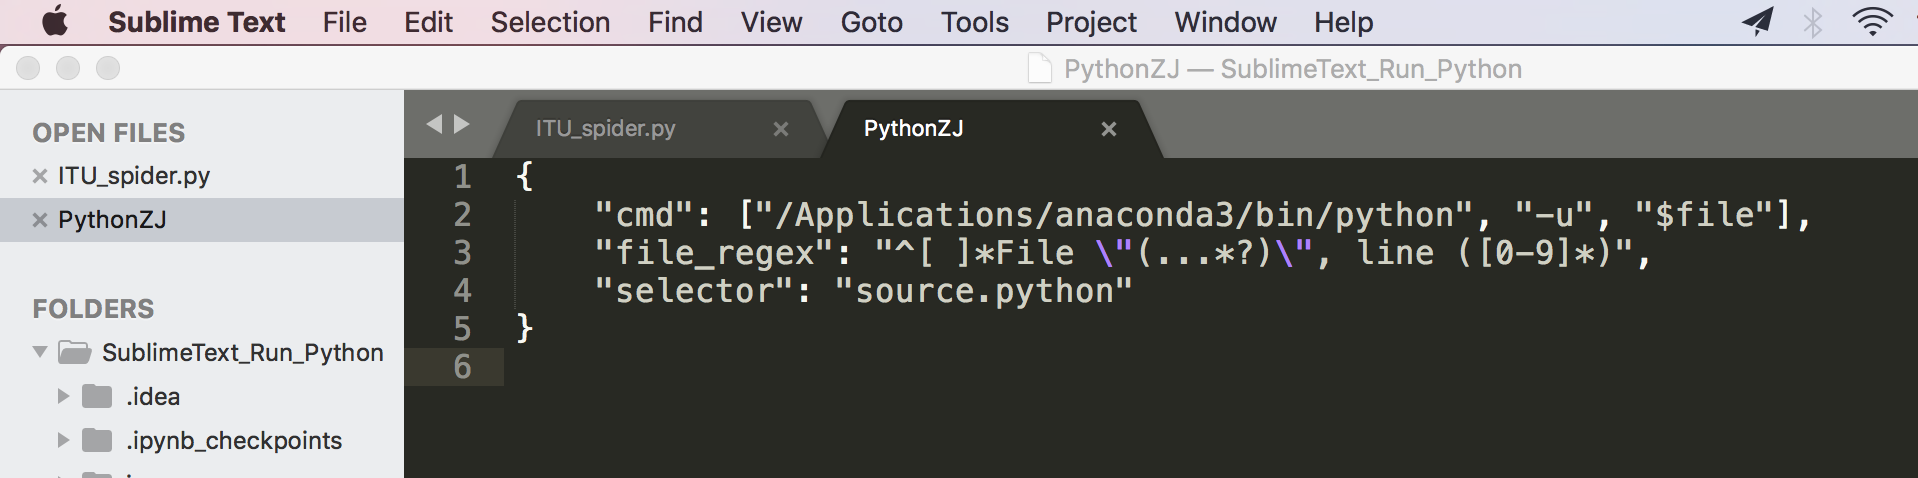 Sublime Text File Edit Selection Find View Goto Tools Project Window Help
PythonZJ — SublimeText_Run_Python
OPEN FILES
ITU_spider.py
PythonZJ
FOLDERS
SublimeText_Run_Python
.idea
.ipynb_checkpoints
ITU_spider.py PythonZJ
1 {
2 "cmd": ["/Applications/anaconda3/bin/python", "-u", "$file"],
3 "file_regex": "^[ ]*File \"(...*?)\", line ([0-9]*)",
4 "selector": "source.python"
5 }
6